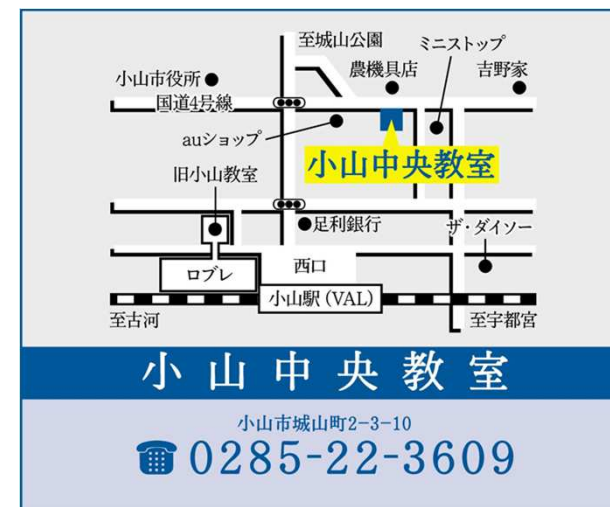 至城山公園
ミニストップ
小山市役所
農機具店
吉野家
国道4号線
auショップ
小山中央教室
旧小山教室
足利銀行
ザ・ダイソー
ロブレ
西口
小山駅(VAL)
至古河
至宇都宮
小山中央教室
小山市城山町2-3-10
☎0285-22-3609